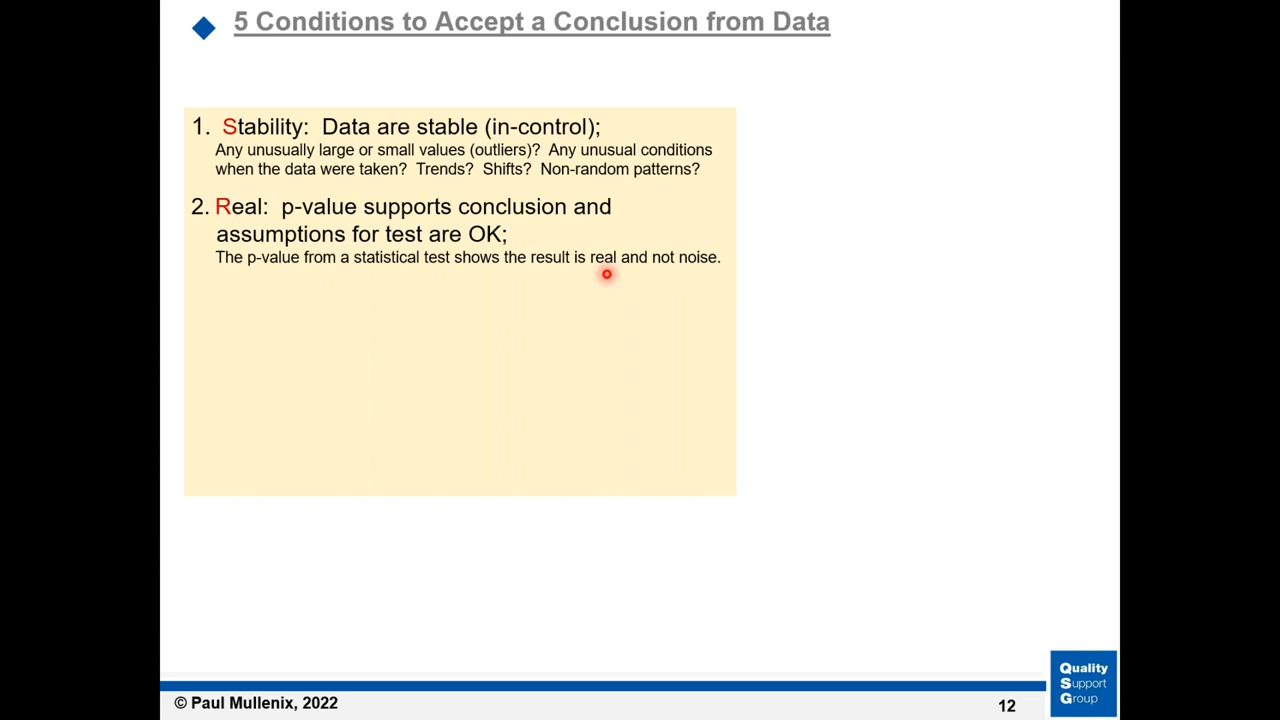 5 Conditions to Accept a Conclusion from Data
1. Stability: Data are stable (in-control);
Any unusually large or small values (outliers)? Any unusual conditions
when the data were taken? Trends? Shifts? Non-random patterns?
2. Real: p-value supports conclusion and
assumptions for test are OK;
The p-value from a statistical test shows the result is real and not noise.
© Paul Mullenix, 2022
12
Quality
Support
Group